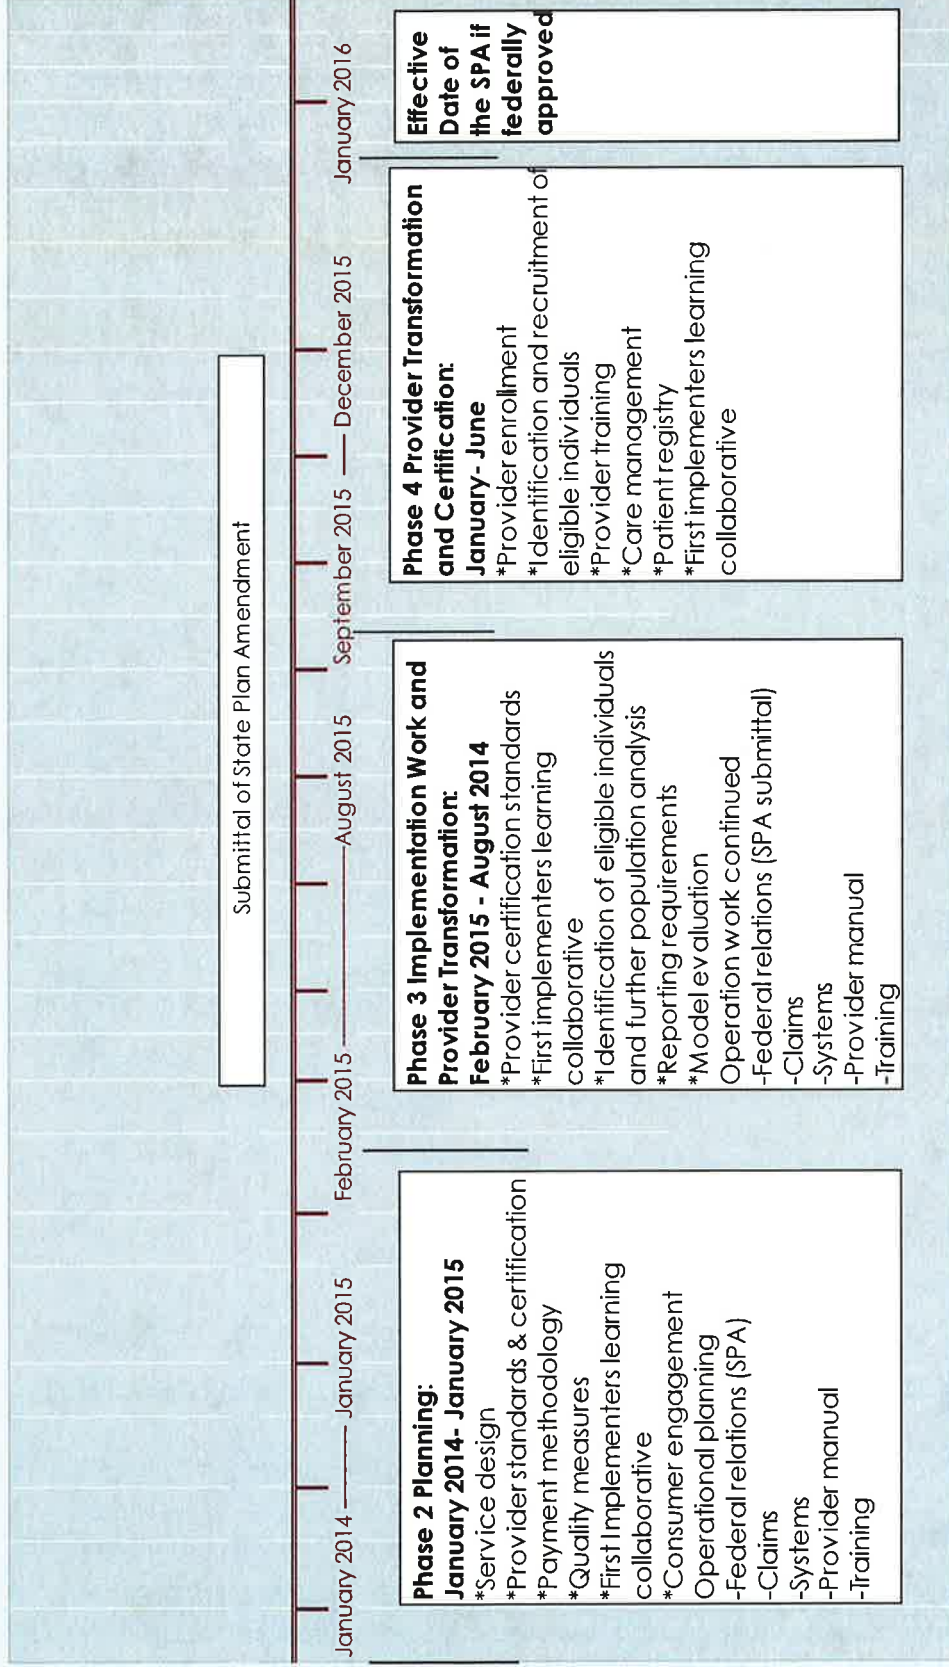 Submittal of State Plan Amendment
January 2014 —— January 2015
February 2015 —— August 2015
September 2015 — December 2015
January 2016
Phase 2 Planning:
January 2014- January 2015
*Service design
*Provider standards & certification
*Payment methodology
*Quality measures
*First Implementers learning
collaborative
*Consumer engagement
Operational planning
-Federal relations (SPA)
-Claims
-Systems
-Provider manual
-Training
Phase 3 Implementation Work and
Provider Transformation:
February 2015 - August 2014
*Provider certification standards
*First implementers learning
collaborative
*Identification of eligible individuals
and further population analysis
*Reporting requirements
*Model evaluation
Operation work continued
-Federal relations (SPA submittal)
-Claims
-Systems
-Provider manual
-Training
Phase 4 Provider Transformation
and Certification:
January- June
*Provider enrollment
*Identification and recruitment of
eligible individuals
*Provider training
*Care management
*Patient registry
*First implementers learning
collaborative
Effective
Date of
the SPA if
federally
approved